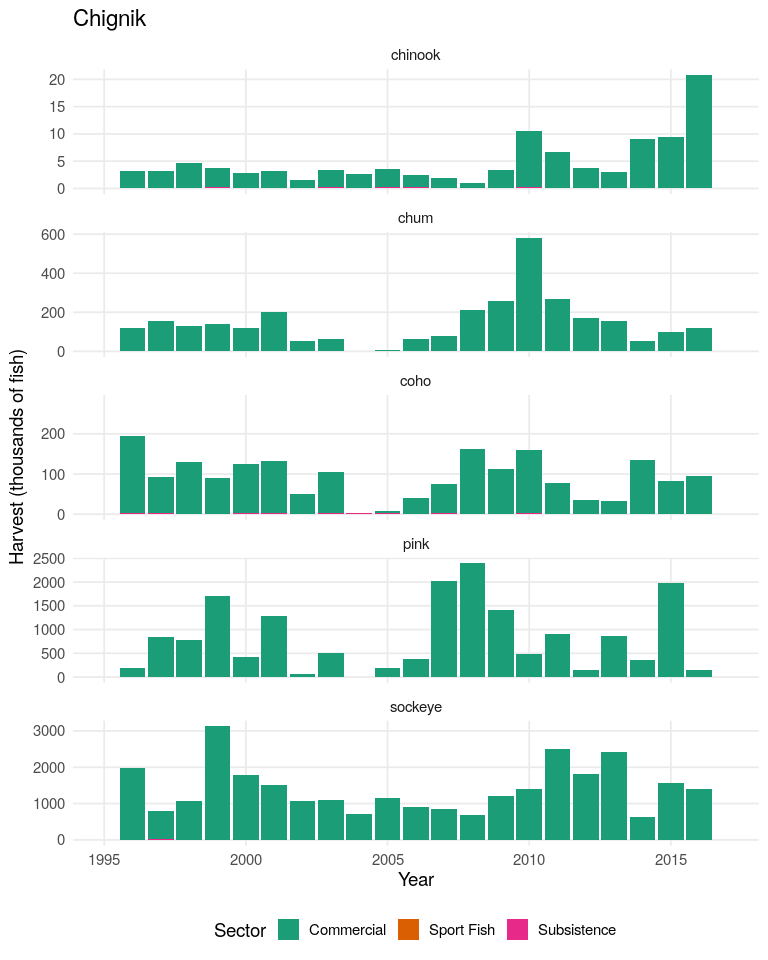 Chignik
chinook
20
15
10
5
0
chum
600
400
200
0
coho
200
100
0
pink
2500
2000
1500
1000
500
0
sockeye
3000
2000
1000
0
1995 2000 2005 2010 2015
Year
Harvest (thousands of fish)
Sector Commercial Sport Fish Subsistence